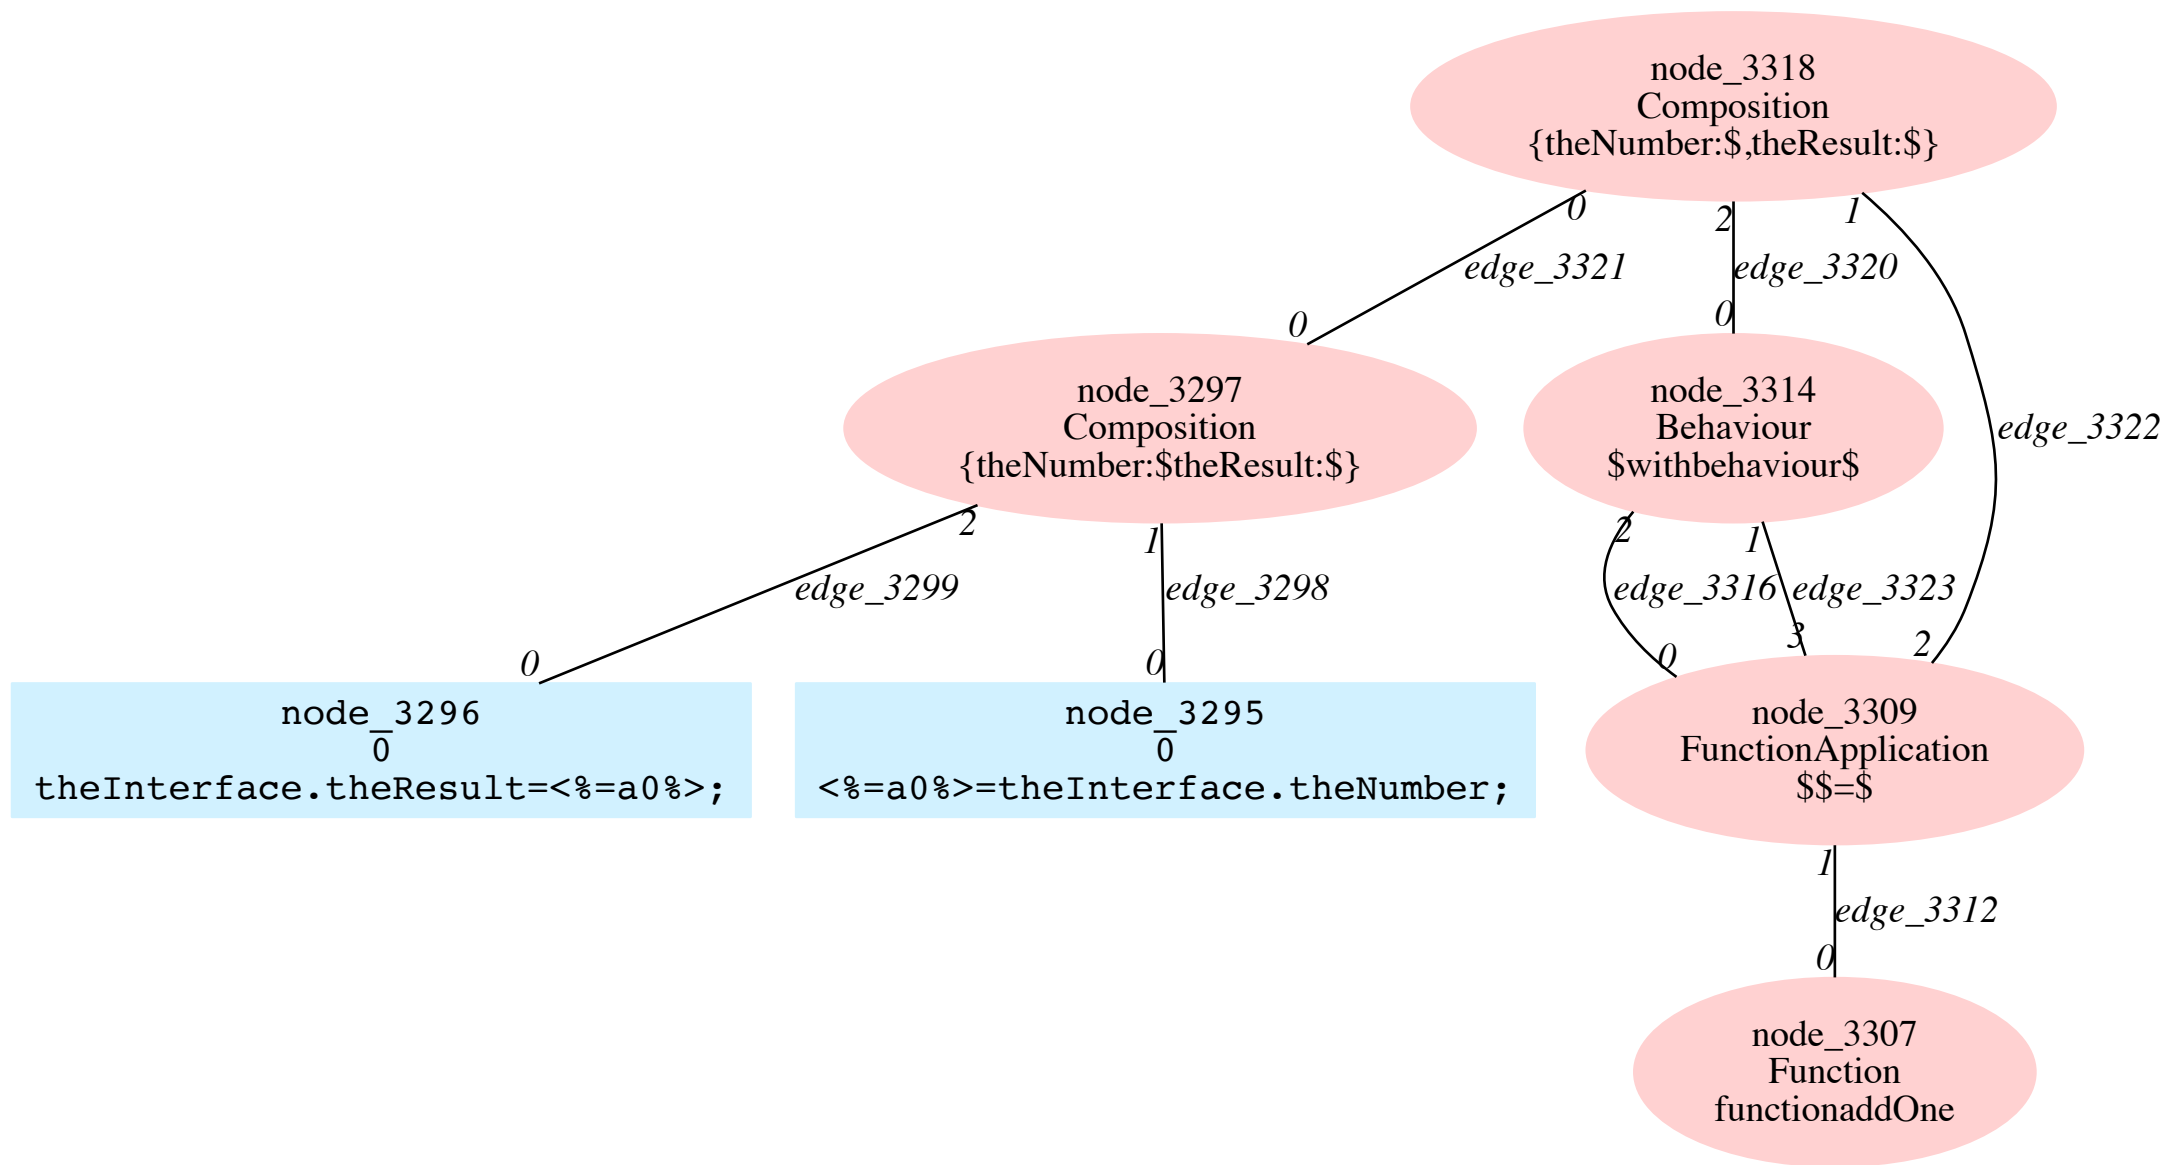 node_3318
Composition
{theNumber:$,theResult:$}
0
2
1
edge_3321
edge_3320
edge_3322
0
0
node_3297
Composition
{theNumber:$theResult:$}
node_3314
Behaviour
$withbehaviour$
2
1
2
1
edge_3299
edge_3298
edge_3316
edge_3323
0
0
0
3
2
node_3296
0
theInterface.theResult=<%=a0%>;
node_3295
0
<%=a0%>=theInterface.theNumber;
node_3309
FunctionApplication
$$=$
1
edge_3312
0
node_3307
Function
functionaddOne